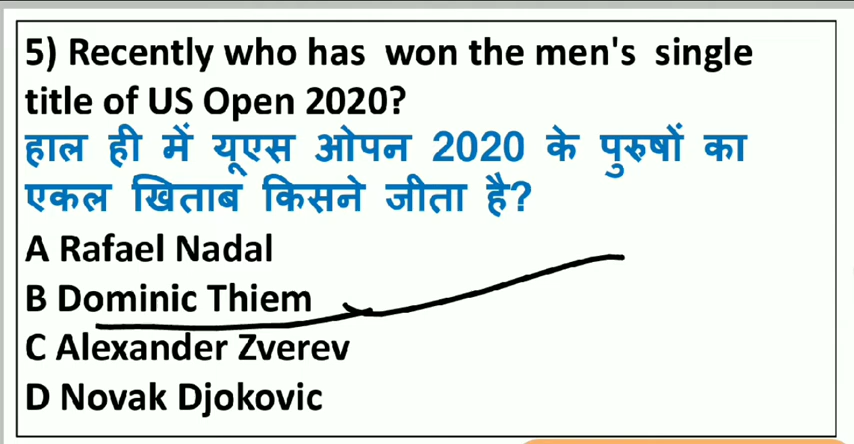 5) Recently who has won the men's single
title of US Open 2020?
हाल ही में यूएस ओपन 2020 के पुरुषों का
एकल खिताब किसने जीता है?
A Rafael Nadal
B Dominic Thiem
C Alexander Zverev
D Novak Djokovic